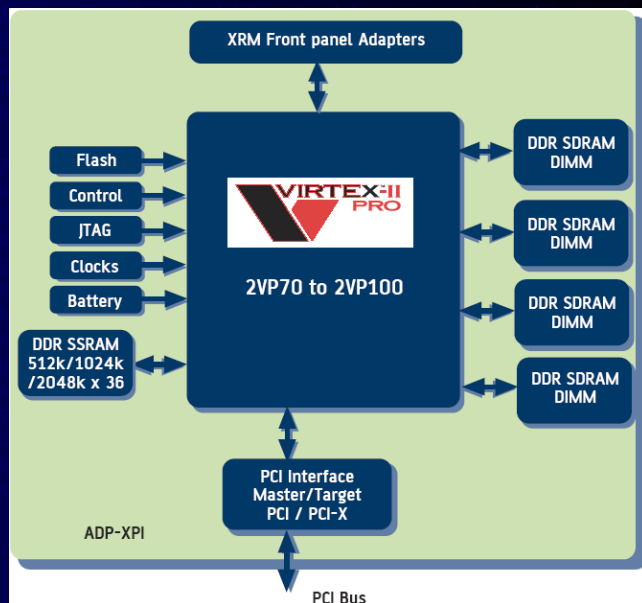 XRM Front panel Adapters
Flash
Control
JTAG
Clocks
Battery
DDR SSRAM
512k/1024k
/2048k x 36
VIRTEX-II
PRO
2VP70 to 2VP100
DDR SDRAM
DIMM
DDR SDRAM
DIMM
DDR SDRAM
DIMM
DDR SDRAM
DIMM
PCI Interface
Master/Target
PCI / PCI-X
ADP-XPI
PCI Bus